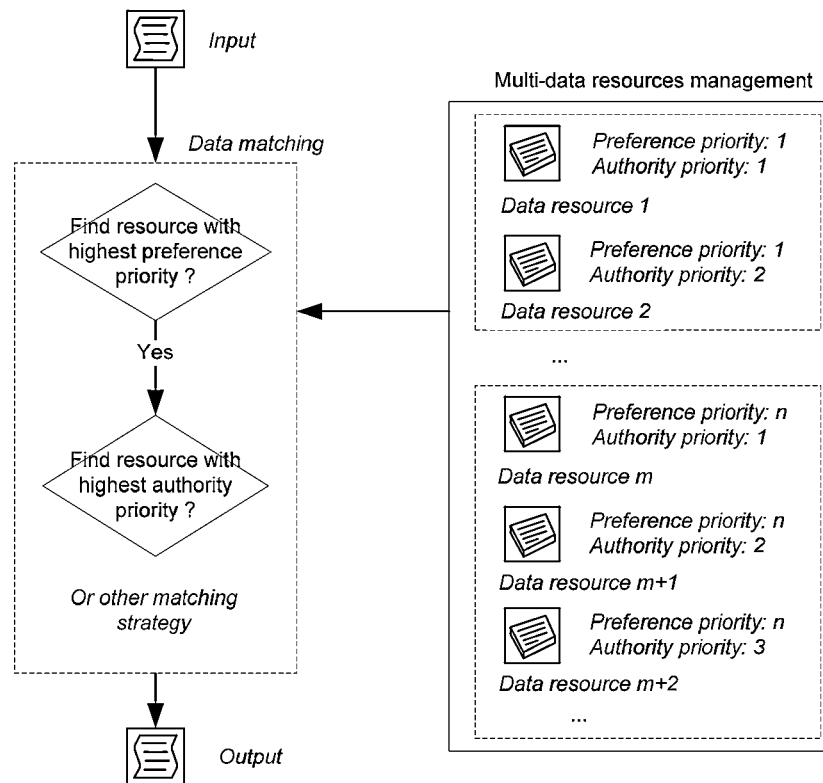 Input
Data matching
Find resource with
highest preference
priority ?
Yes
Find resource with
highest authority
priority ?
Or other matching
strategy
Output
Multi-data resources management
Preference priority: 1
Authority priority: 1
Data resource 1
Preference priority: 1
Authority priority: 2
Data resource 2
...
Preference priority: n
Authority priority: 1
Data resource m
Preference priority: n
Authority priority: 2
Data resource m+1
Preference priority: n
Authority priority: 3
Data resource m+2
...